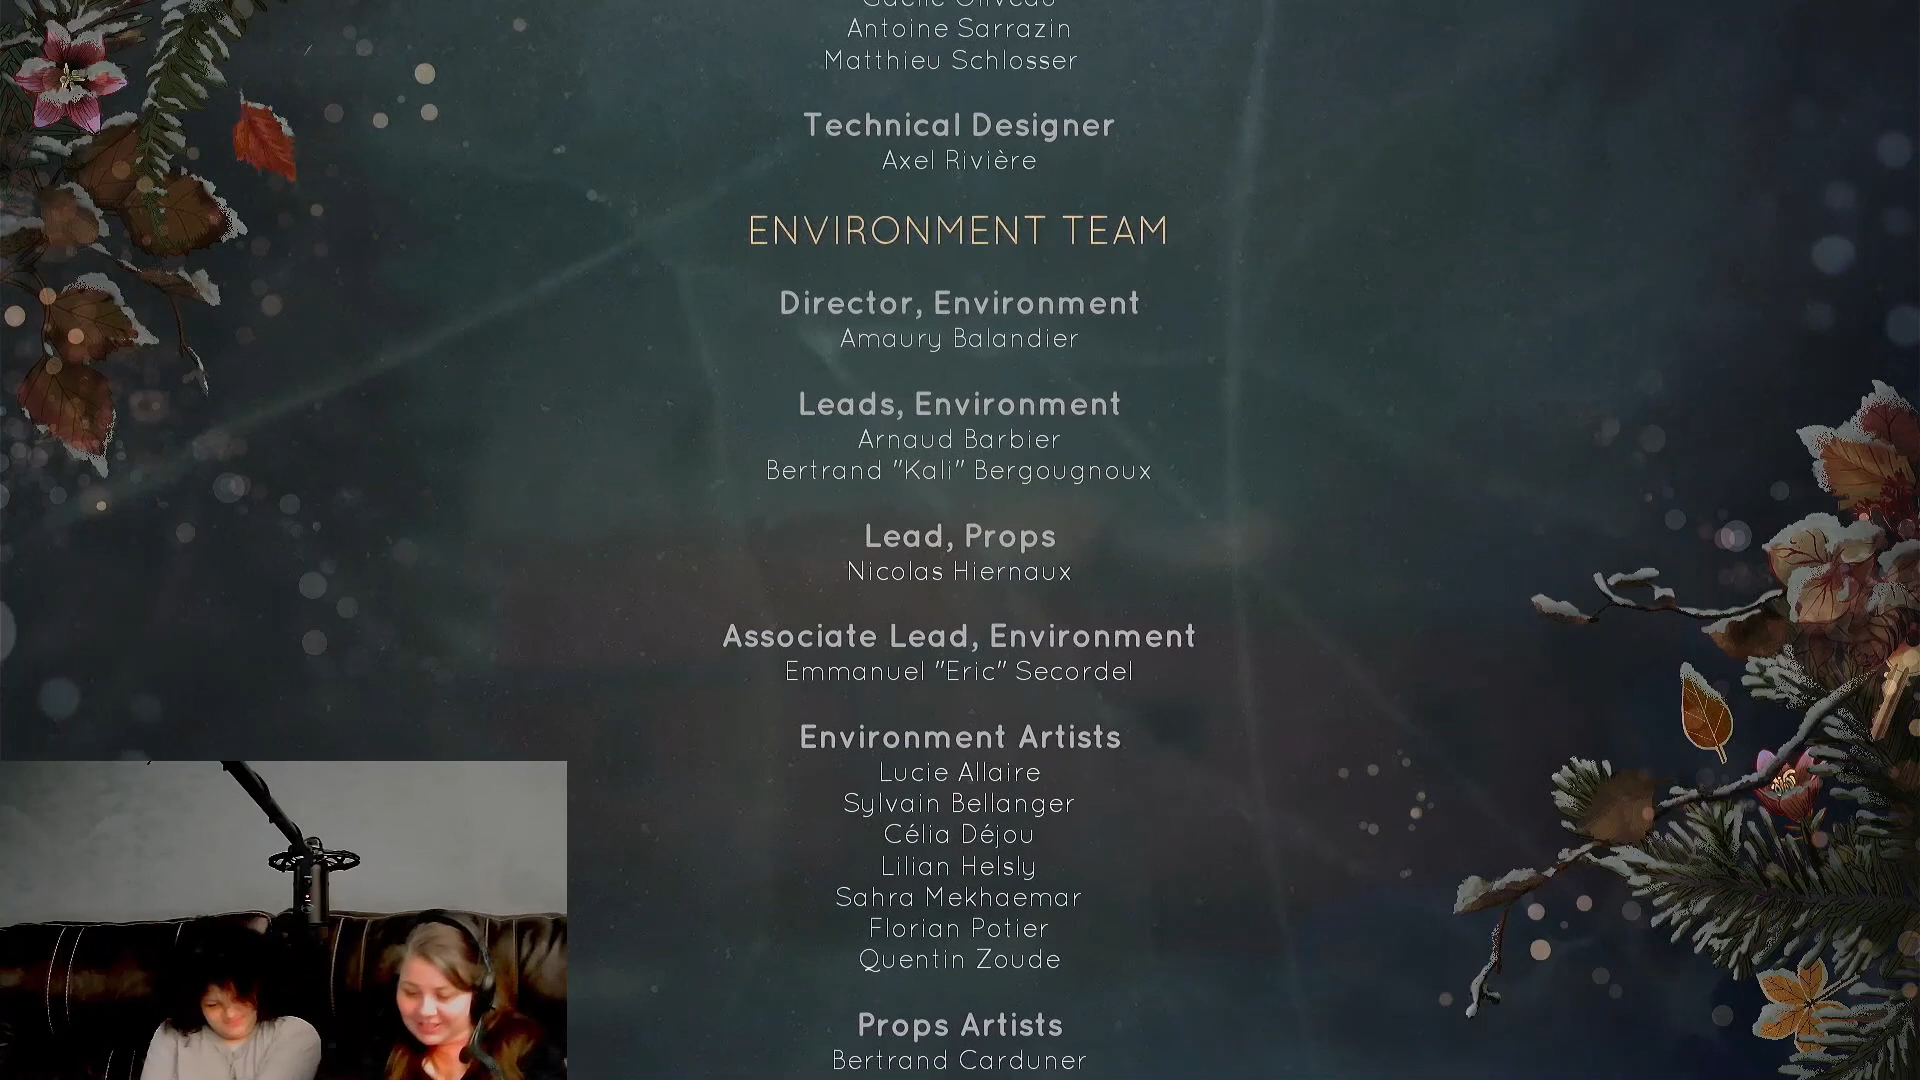 Antoine Sarrazin
Matthieu Schlosser
Technical Designer
Axel Rivière
ENVIRONMENT TEAM
Director, Environment
Amaury Balandier
Leads, Environment
Arnaud Barbier
Bertrand "Kali" Bergougnoux
Lead, Props
Nicolas Hiernaux
Associate Lead, Environment
Emmanuel "Eric" Secordel
Environment Artists
Lucie Allaire
Sylvain Bellanger
Célia Déjou
Lilian Helsly
Sahra Mekhaemar
Florian Potier
Quentin Zoude
Props Artists
Bertrand Carduner